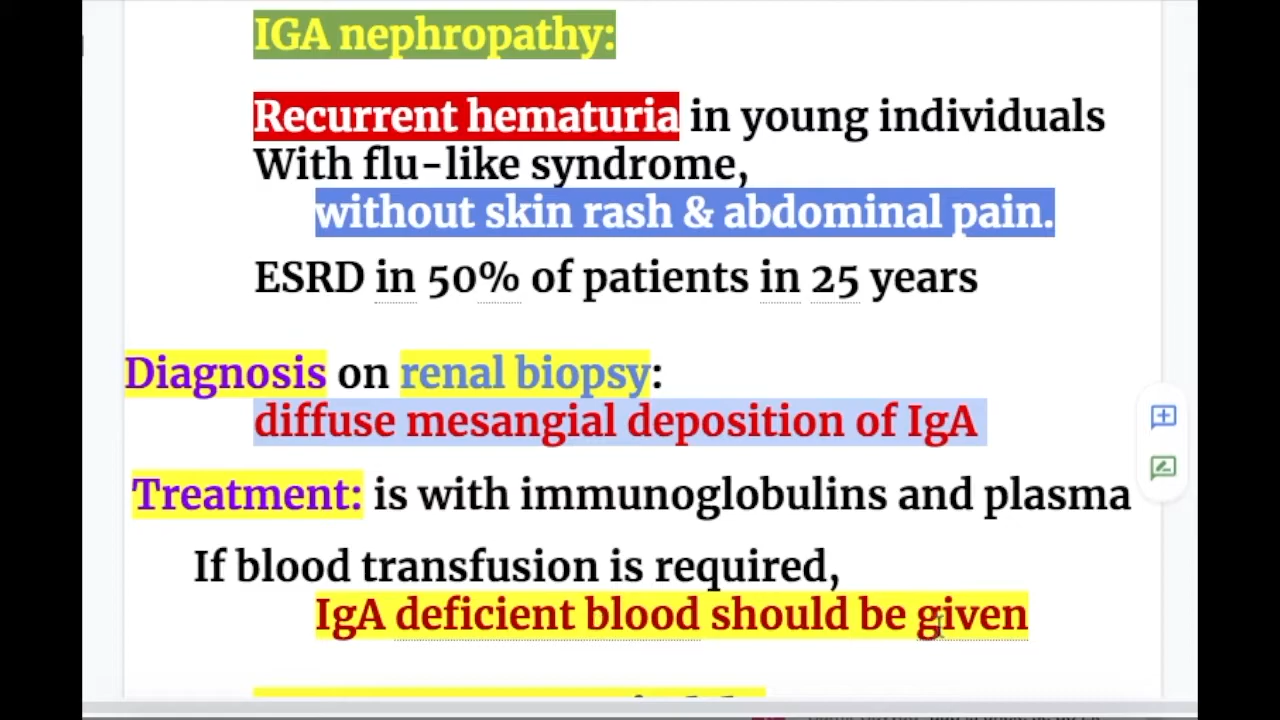 IGA nephropathy:
Recurrent hematuria in young individuals
With flu-like syndrome,
without skin rash & abdominal pain.
ESRD in 50% of patients in 25 years
Diagnosis on renal biopsy:
diffuse mesangial deposition of IgA
Treatment: is with immunoglobulins and plasma
If blood transfusion is required,
IgA deficient blood should be given